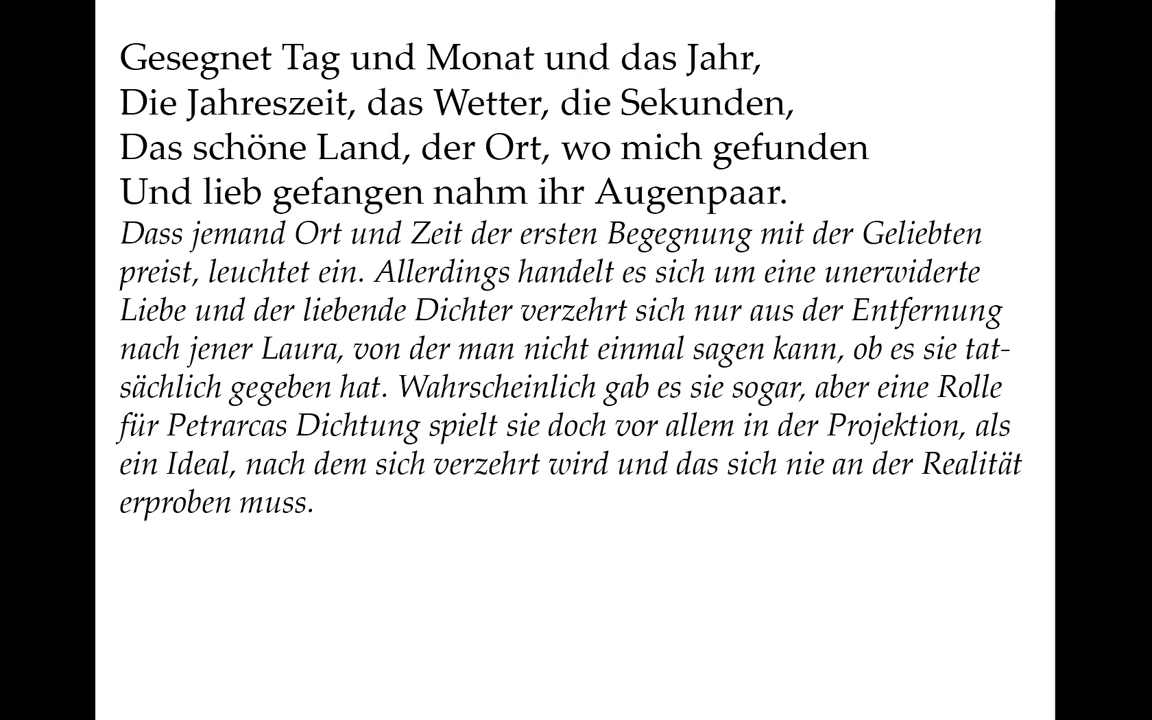 Gesegnet Tag und Monat und das Jahr,
Die Jahreszeit, das Wetter, die Sekunden,
Das schöne Land, der Ort, wo mich gefunden
Und lieb gefangen nahm ihr Augenpaar.
Dass jemand Ort und Zeit der ersten Begegnung mit der Geliebten
preist, leuchtet ein. Allerdings handelt es sich um eine unerwiderte
Liebe und der liebende Dichter verzehrt sich nur aus der Entfernung
nach jener Laura, von der man nicht einmal sagen kann, ob es sie tat-
sächlich gegeben hat. Wahrscheinlich gab es sie sogar, aber eine Rolle
für Petrarcas Dichtung spielt sie doch vor allem in der Projektion, als
ein Ideal, nach dem sich verzehrt wird und das sich nie an der Realität
erproben muss.